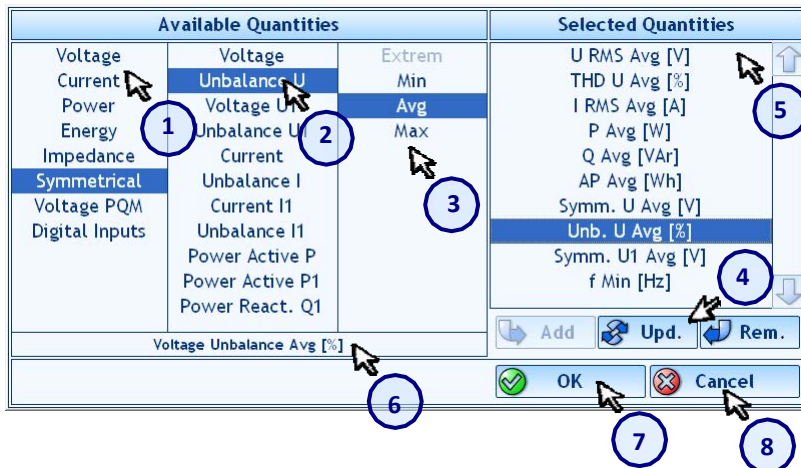 Available Quantities
Voltage
Current
Power
Energy
Impedance
Symmetrical
Voltage PQM
Digital Inputs
Voltage
Unbalance U
Voltage U1
Unbalance U1
Current
Unbalance I
Current I1
Unbalance I1
Power Active P
Power Active P1
Power React. Q1
Extrem
Min
Avg
Max
Voltage Unbalance Avg [%]
Selected Quantities
U RMS Avg [V]
THD U Avg [%]
I RMS Avg [A]
P Avg [W]
Q Avg [VAr]
AP Avg [Wh]
Symm. U Avg [V]
Unb. U Avg [%]
Symm. U1 Avg [V]
f Min [Hz]
Add
Upd.
Rem.
OK
Cancel
1
2
3
4
5
6
7
8